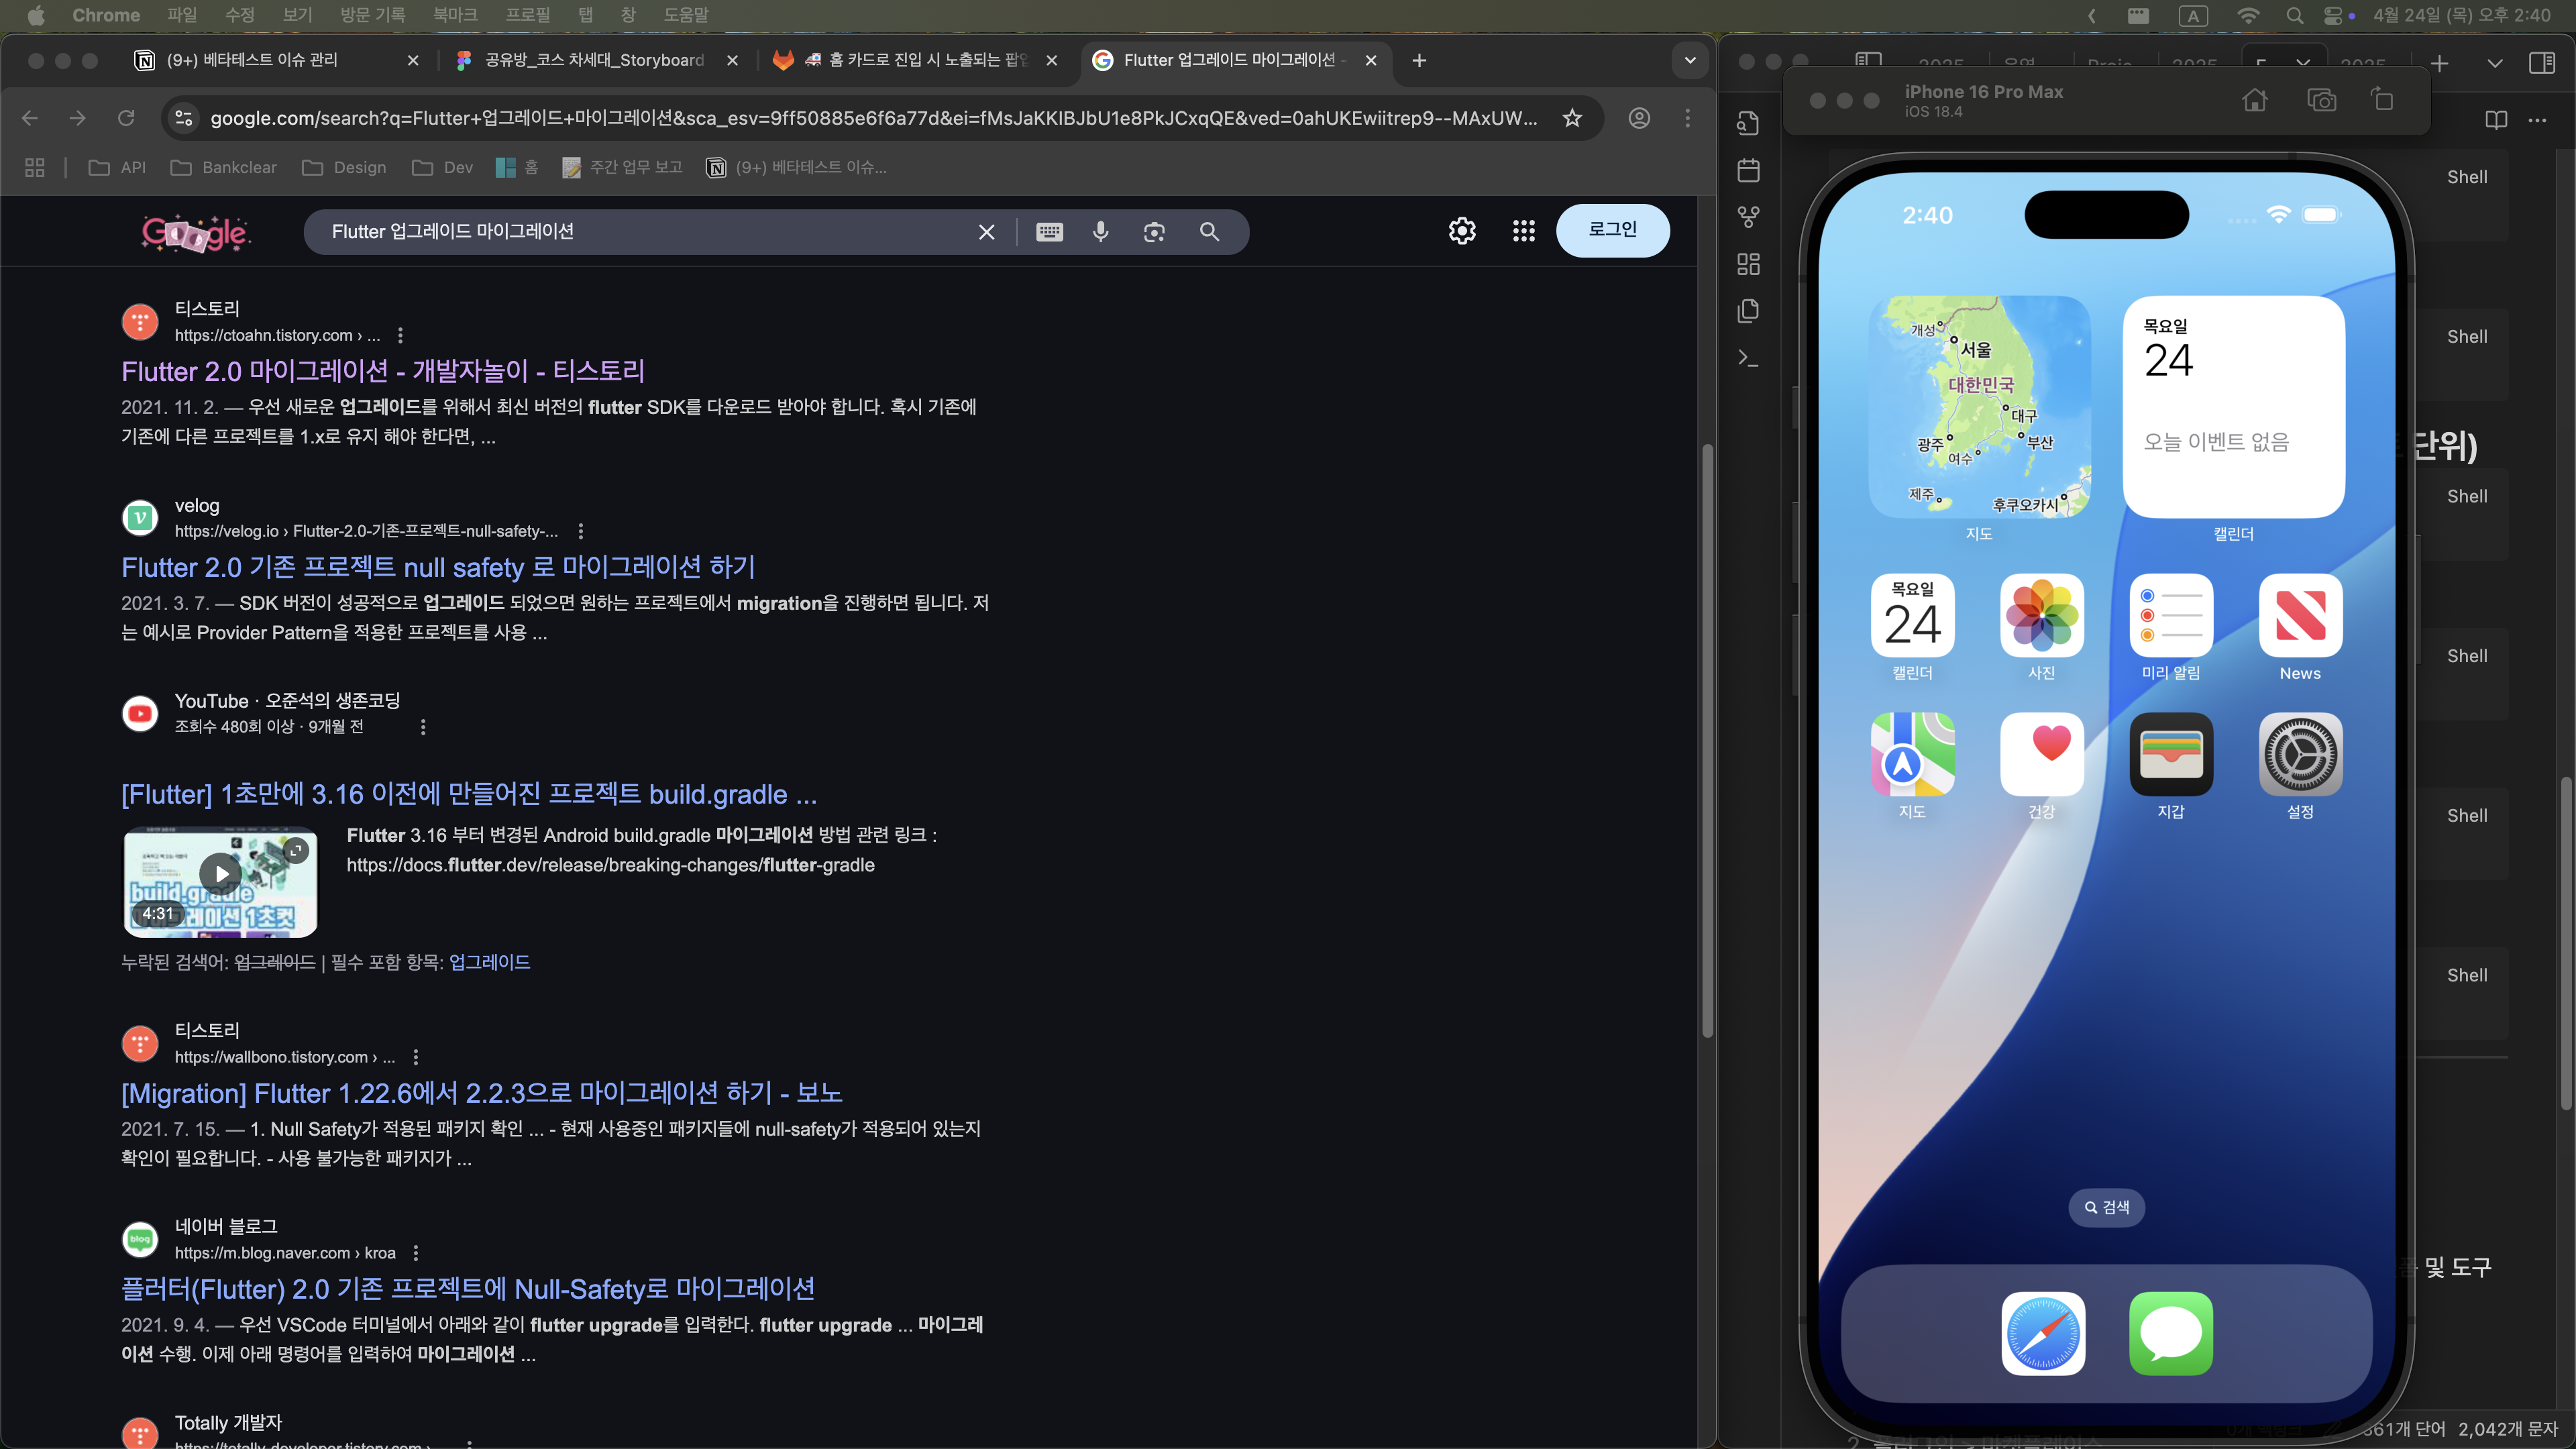 Chrome 파일 수정 보기 방문 기록 북마크 프로필 탭 창 도움말
A 4월 24일 (목) 오후 2:40
(9+) 베타테스트 이슈 관리
공유방_코스 차세대_Storyboard
홈 카드로 진입 시 노출되는 팝업
Flutter 업그레이드 마이그레이션 -
google.com/search?q=Flutter+업그레이드+마이그레이션&sca_esv=9ff50885e6f6a77d&ei=fMsJaKKIBJbU1e8PkJCxqQE&ved=0ahUKEwiitrep9--MAxUW...
API Bankclear Design Dev 홈 주간 업무 보고 (9+) 베타테스트 이슈...
Google
Flutter 업그레이드 마이그레이션
로그인
티스토리
https://ctoahn.tistory.com › ...
Flutter 2.0 마이그레이션 - 개발자놀이 - 티스토리
2021. 11. 2. — 우선 새로운 업그레이드를 위해서 최신 버전의 flutter SDK를 다운로드 받아야 합니다. 혹시 기존에
기존에 다른 프로젝트를 1.x로 유지 해야 한다면, ...
velog
https://velog.io › Flutter-2.0-기존-프로젝트-null-safety-...
Flutter 2.0 기존 프로젝트 null safety 로 마이그레이션 하기
2021. 3. 7. — SDK 버전이 성공적으로 업그레이드 되었으면 원하는 프로젝트에서 migration을 진행하면 됩니다. 저
는 예시로 Provider Pattern을 적용한 프로젝트를 사용 ...
YouTube · 오준석의 생존코딩
조회수 480회 이상 · 9개월 전
[Flutter] 1초만에 3.16 이전에 만들어진 프로젝트 build.gradle ...
build.gradle
마이그레이션 1초컷
4:31
Flutter 3.16 부터 변경된 Android build.gradle 마이그레이션 방법 관련 링크 :
https://docs.flutter.dev/release/breaking-changes/flutter-gradle
누락된 검색어: 업그레이드 | 필수 포함 항목: 업그레이드
티스토리
https://wallbono.tistory.com › ...
[Migration] Flutter 1.22.6에서 2.2.3으로 마이그레이션 하기 - 보노
2021. 7. 15. — 1. Null Safety가 적용된 패키지 확인 ... - 현재 사용중인 패키지들에 null-safety가 적용되어 있는지
확인이 필요합니다. - 사용 불가능한 패키지가 ...
blog
네이버 블로그
https://m.blog.naver.com › kroa
플러터(Flutter) 2.0 기존 프로젝트에 Null-Safety로 마이그레이션
2021. 9. 4. — 우선 VSCode 터미널에서 아래와 같이 flutter upgrade를 입력한다. flutter upgrade ... 마이그레
이션 수행. 이제 아래 명령어를 입력하여 마이그레이션 ...
Totally 개발자
https://totally-developer.tistory.com ›
iPhone 16 Pro Max
iOS 18.4
2:40
개성
서울
대한민국
대구
광주
부산
여수
제주
후쿠오카시
지도
목요일
24
오늘 이벤트 없음
캘린더
목요일
24
캘린더
사진
미리 알림
News
지도
건강
지갑
설정
검색
Shell
Shell
단위)
Shell
Shell
Shell
Shell
및 도구
361개 단어 2,042개 문자